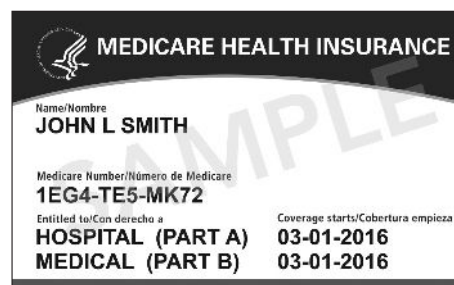 MEDICARE HEALTH INSURANCE
Name/Nombre
JOHN L SMITH
Medicare Number/Número de Medicare
1EG4-TE5-MK72
Entitled to/Con derecho a
Coverage starts/Cobertura empieza
HOSPITAL (PART A) 03-01-2016
MEDICAL (PART B) 03-01-2016
SAMPLE